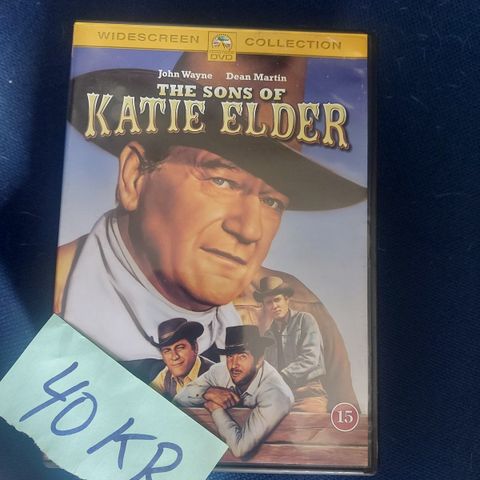 WIDESCREEN DVD COLLECTION
John Wayne Dean Martin
THE SONS OF
KATIE ELDER
15
40 KR